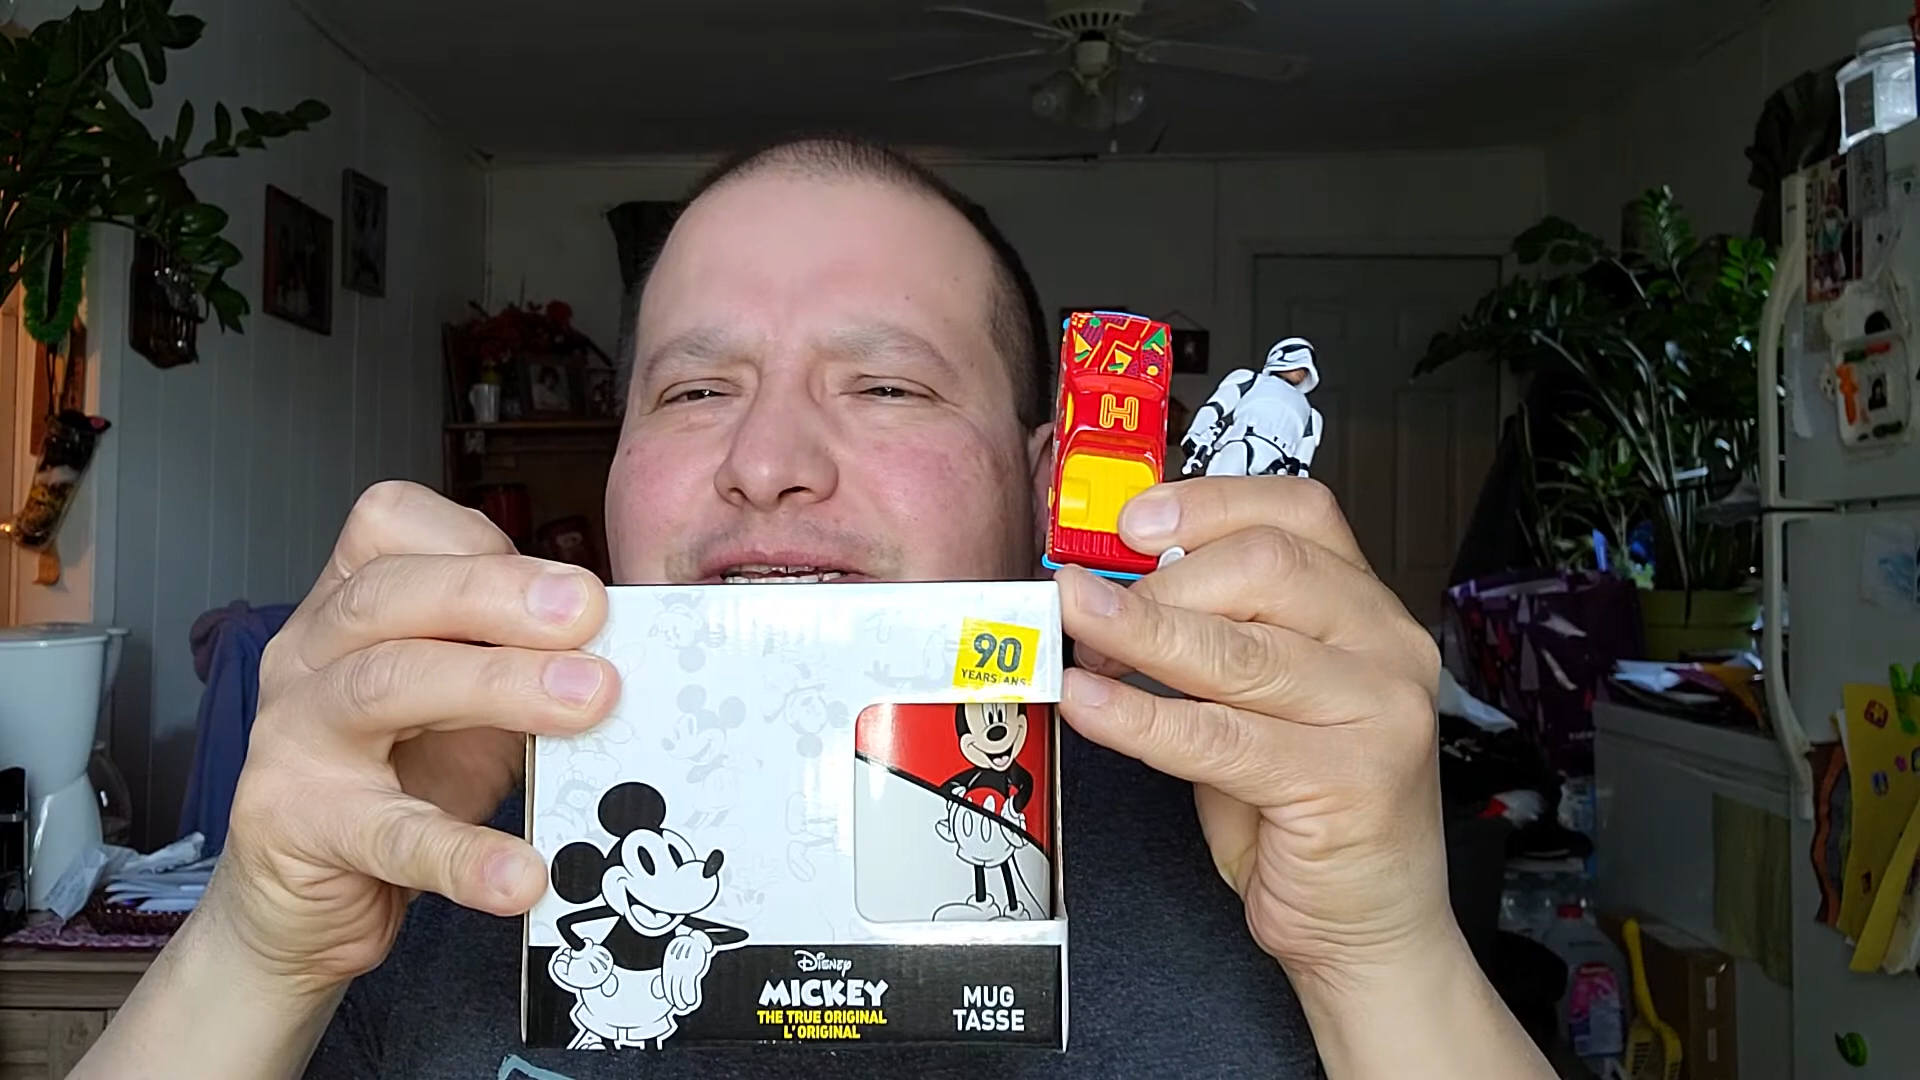 H
90
YEARS ANS
Disney
MICKEY
THE TRUE ORIGINAL
L'ORIGINAL
MUG
TASSE